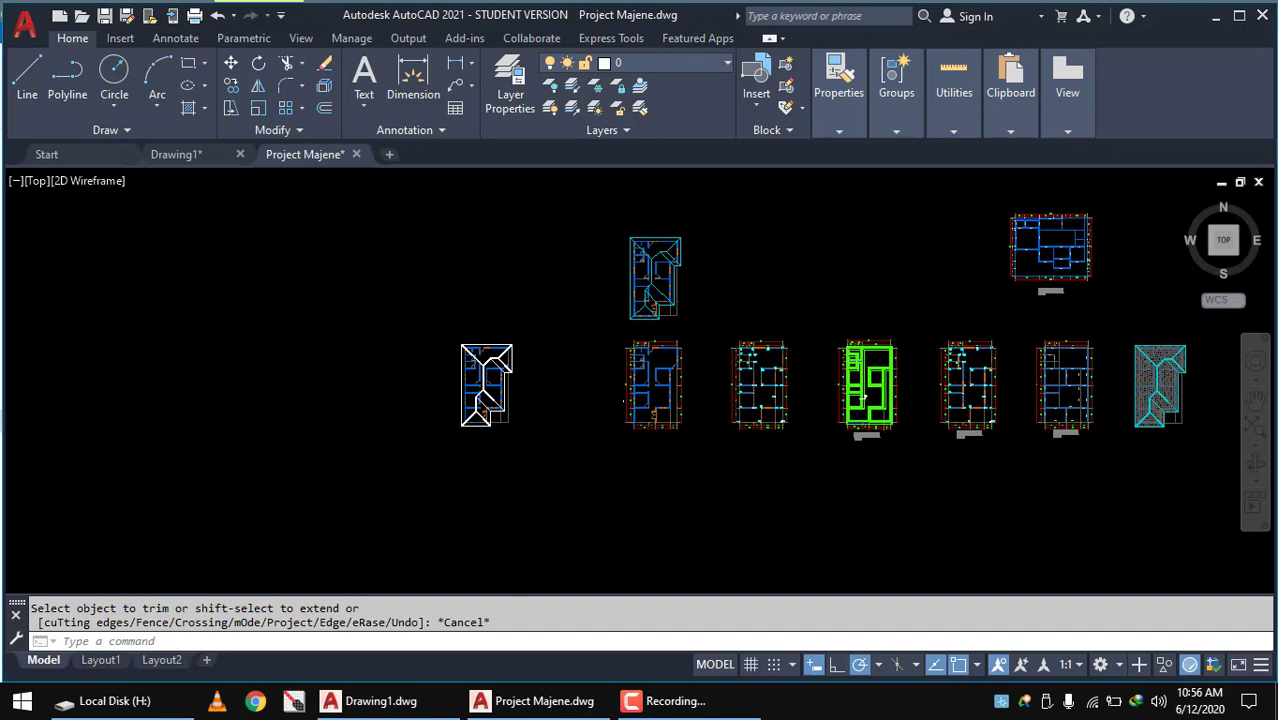 Autodesk AutoCAD 2021 - STUDENT VERSION Project Majene.dwg Type a keyword or phrase Sign In
Home Insert Annotate Parametric View Manage Output Add-ins Collaborate Express Tools Featured Apps
0
Line Polyline Circle Arc Text Dimension Layer Properties Insert Properties Groups Utilities Clipboard View
Draw Modify Annotation Layers Block
Start Drawing1* Project Majene*
[−][Top][2D Wireframe]
N
W TOP E
S
WCS
Select object to trim or shift-select to extend or
[cuTting edges/Fence/Crossing/mOde/Project/Edge/eRase/Undo]: *Cancel*
Type a command
Model Layout1 Layout2 MODEL 1:1
Local Disk (H:) Drawing1.dwg Project Majene.dwg Recording... 10:56 AM
6/12/2020